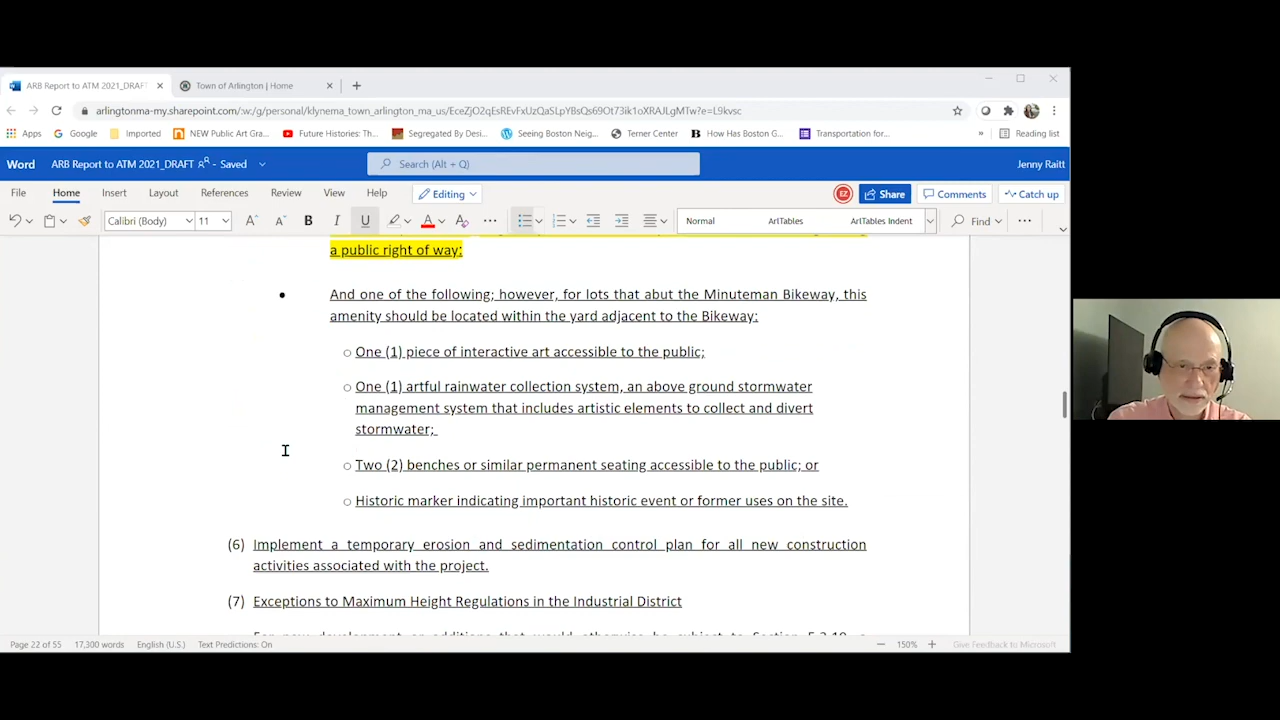 ARB Report to ATM 2021_DRAFT
Town of Arlington | Home
arlingtonma-my.sharepoint.com/:w:/g/personal/klynema_town_arlington_ma_us/
Apps Google Imported NEW Public Art Gra... Future Histories: Th... Segregated By Desi... Seeing Boston Neig... Terner Center How Has Boston G... Transportation for... » Reading list
Word ARB Report to ATM 2021_DRAFT - Saved Search (Alt + Q) Jenny Raitt
File Home Insert Layout References Review View Help Editing EZ Share Comments Catch up
Calibri (Body) 11 A A B I U A A Normal ArlTables ArlTables Indent Find
a public right of way:
• And one of the following; however, for lots that abut the Minuteman Bikeway, this
amenity should be located within the yard adjacent to the Bikeway:
○ One (1) piece of interactive art accessible to the public;
○ One (1) artful rainwater collection system, an above ground stormwater
management system that includes artistic elements to collect and divert
stormwater;
○ Two (2) benches or similar permanent seating accessible to the public; or
○ Historic marker indicating important historic event or former uses on the site.
(6) Implement a temporary erosion and sedimentation control plan for all new construction
activities associated with the project.
(7) Exceptions to Maximum Height Regulations in the Industrial District
Page 22 of 55 17,300 words English (U.S.) Text Predictions: On 150% Give Feedback to Microsoft